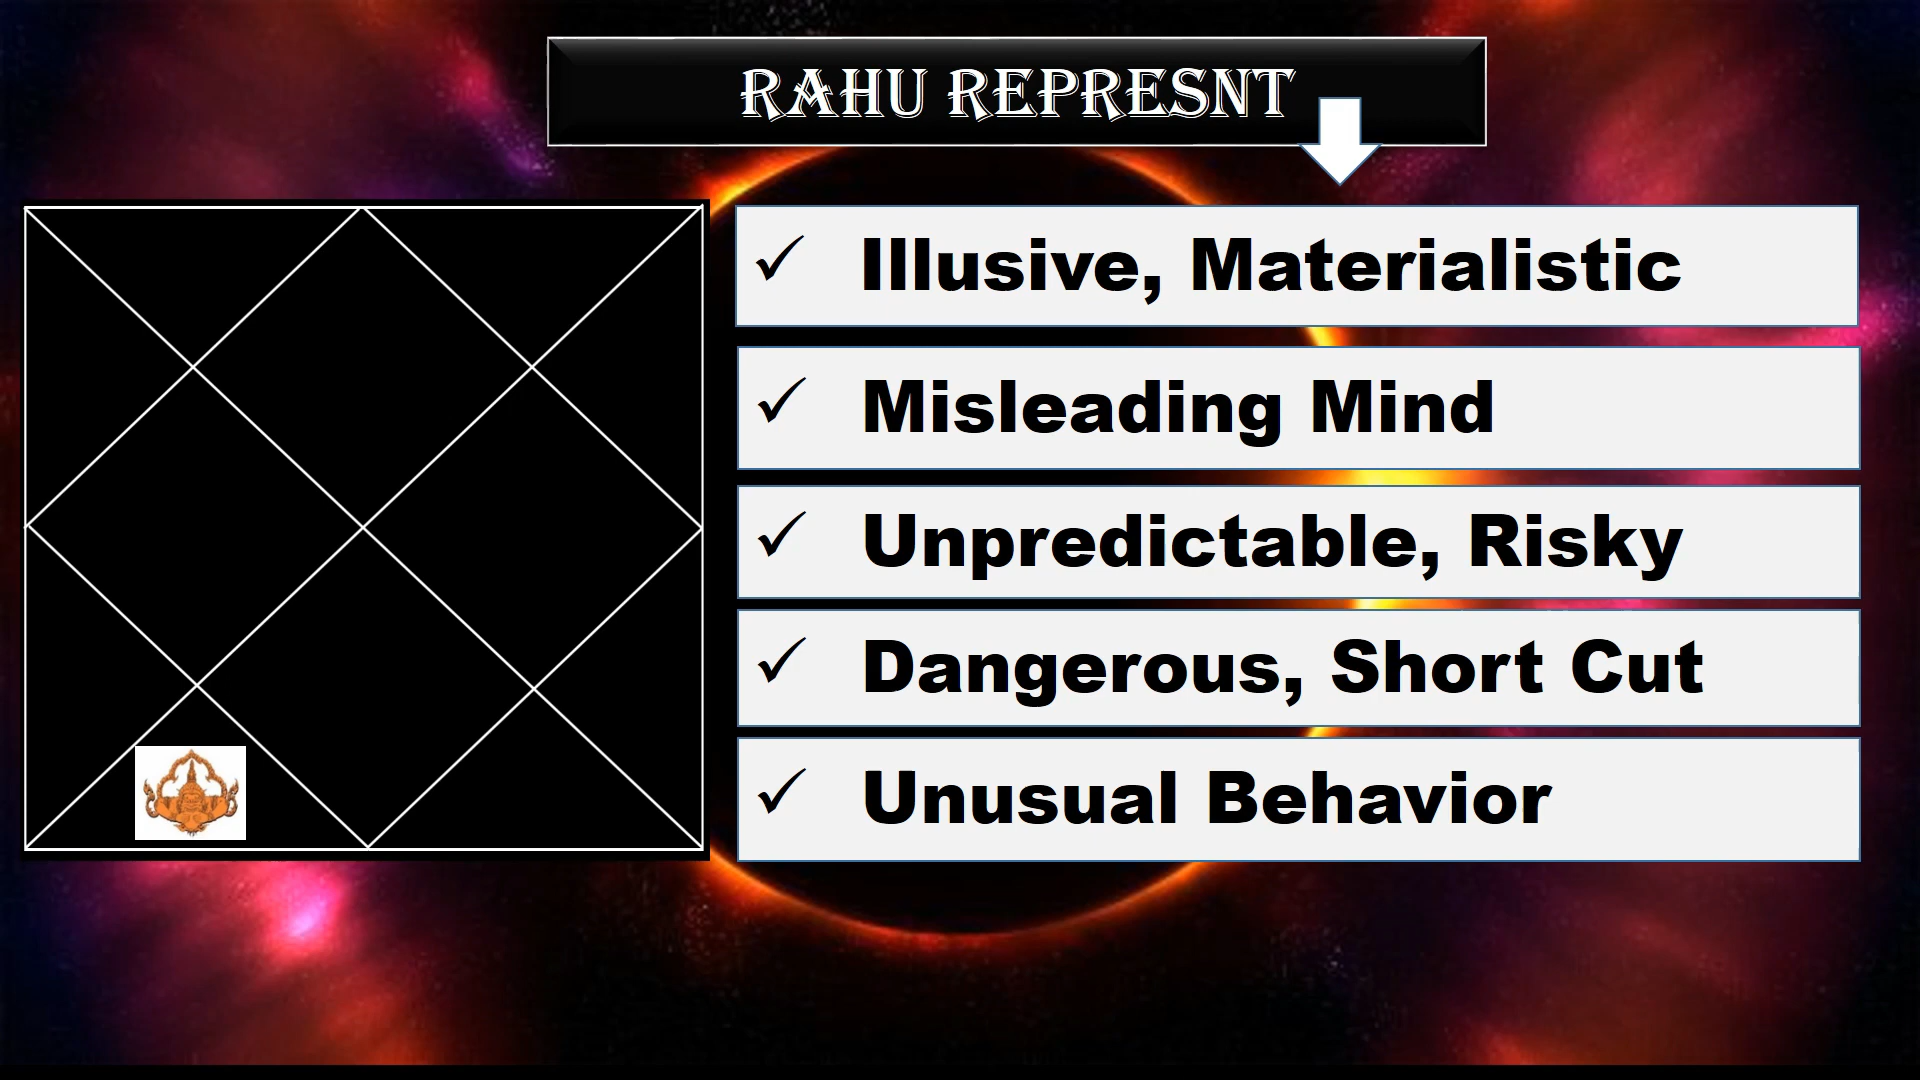 RAHU REPRESNT
✓ Illusive, Materialistic
✓ Misleading Mind
✓ Unpredictable, Risky
✓ Dangerous, Short Cut
✓ Unusual Behavior